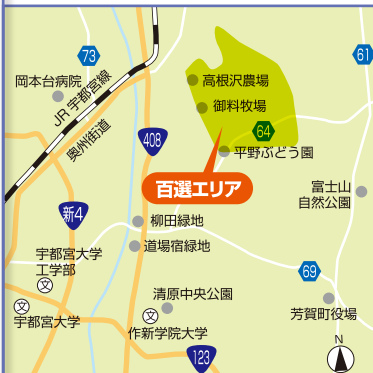 73
61
岡本台病院
JR宇都宮線
奥州街道
高根沢農場
御料牧場
64
408
平野ぶどう園
百選エリア
富士山
自然公園
新4
柳田緑地
道場宿緑地
宇都宮大学
工学部
文
69
清原中央公園
文
宇都宮大学
文
作新学院大学
芳賀町役場
123
N